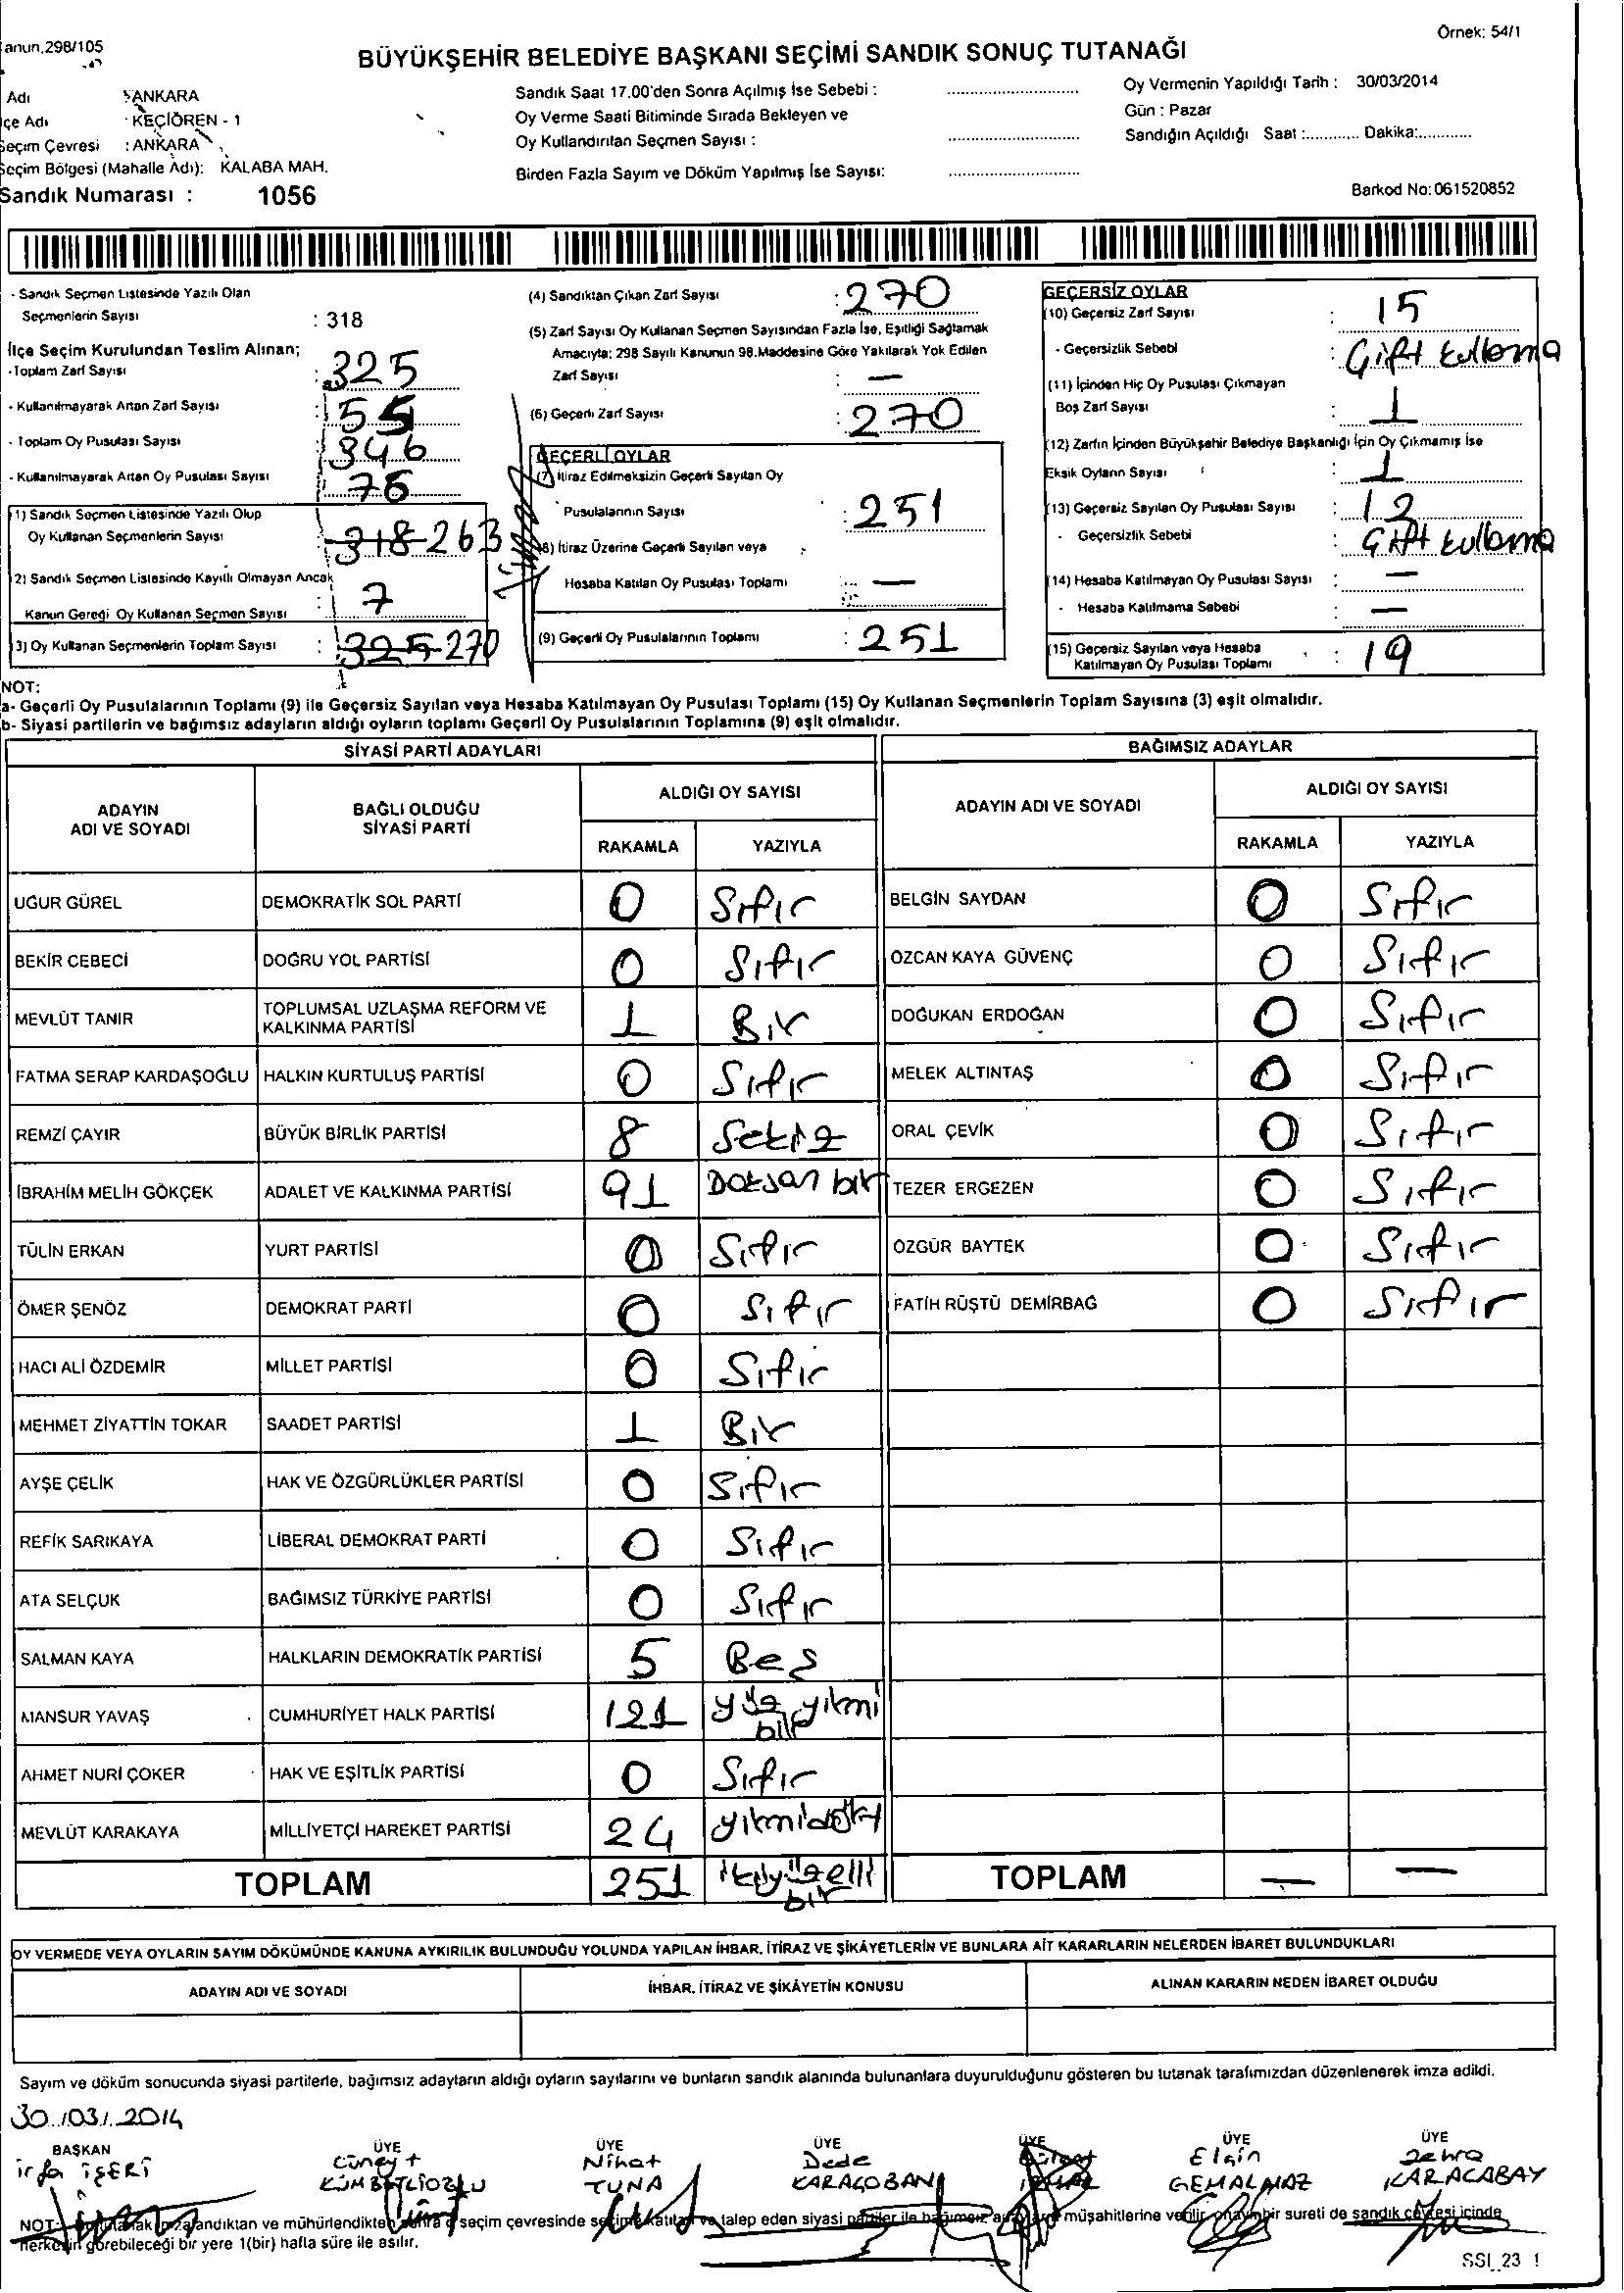 Örnek: 54/1
anun,298/105
BÜYÜKŞEHİR BELEDİYE BAŞKANI SEÇİMİ SANDIK SONUÇ TUTANAĞI
Adı : ANKARA
çe Adı KEÇİÖREN - 1
Seçim Çevresi : ANKARA
Seçim Bölgesi (Mahalle Adı): KALABA MAH.
Sandık Numarası : 1056
Sandık Saat 17.00'den Sonra Açılmış İse Sebebi :
Oy Verme Saati Bitiminde Sırada Bekleyen ve
Oy Kullandırılan Seçmen Sayısı :
Birden Fazla Sayım ve Döküm Yapılmış İse Sayısı:
Oy Vermenin Yapıldığı Tarih : 30/03/2014
Gün : Pazar
Sandığın Açıldığı Saat :............ Dakika:............
Barkod No: 061520852
- Sandık Seçmen Listesinde Yazılı Olan
Seçmenlerin Sayısı : 318
İlçe Seçim Kurulundan Teslim Alınan;
-Toplam Zarf Sayısı : 325
- Kullanılmayarak Artan Zarf Sayısı : 55
- Toplam Oy Pusulası Sayısı : 346
- Kullanılmayarak Artan Oy Pusulası Sayısı : 76
1) Sandık Seçmen Listesinde Yazılı Olup
Oy Kullanan Seçmenlerin Sayısı : 318 263
2) Sandık Seçmen Listesinde Kayıtlı Olmayan Ancak
Kanun Gereği Oy Kullanan Seçmen Sayısı : 7
3) Oy Kullanan Seçmenlerin Toplam Sayısı : 325 270
(4) Sandıktan Çıkan Zarf Sayısı : 270
(5) Zarf Sayısı Oy Kullanan Seçmen Sayısından Fazla İse, Eşitliği Sağlamak
Amacıyla; 298 Sayılı Kanunun 98.Maddesine Göre Yakılarak Yok Edilen
Zarf Sayısı : —
(6) Geçerli Zarf Sayısı : 270
GEÇERLİ OYLAR
(7) İtiraz Edilmeksizin Geçerli Sayılan Oy
Pusulalarının Sayısı : 251
(8) İtiraz Üzerine Geçerli Sayılan veya :
Hesaba Katılan Oy Pusulası Toplamı : —
(9) Geçerli Oy Pusulalarının Toplamı : 251
GEÇERSİZ OYLAR
(10) Geçersiz Zarf Sayısı : 15
- Geçersizlik Sebebi : Çift kullanma
(11) İçinden Hiç Oy Pusulası Çıkmayan
Boş Zarf Sayısı : 1
(12) Zarfın İçinden Büyükşehir Belediye Başkanlığı İçin Oy Çıkmamış İse
Eksik Oyların Sayısı : 1
(13) Geçersiz Sayılan Oy Pusulası Sayısı :
- Geçersizlik Sebebi : Çift kullanma
(14) Hesaba Katılmayan Oy Pusulası Sayısı : —
- Hesaba Katılmama Sebebi : —
(15) Geçersiz Sayılan veya Hesaba
Katılmayan Oy Pusulası Toplamı : 19
NOT:
a- Geçerli Oy Pusulalarının Toplamı (9) ile Geçersiz Sayılan veya Hesaba Katılmayan Oy Pusulası Toplamı (15) Oy Kullanan Seçmenlerin Toplam Sayısına (3) eşit olmalıdır.
b- Siyasi partilerin ve bağımsız adayların aldığı oyların toplamı Geçerli Oy Pusulalarının Toplamına (9) eşit olmalıdır.
SİYASİ PARTİ ADAYLARI BAĞIMSIZ ADAYLAR
ADAYIN ADI VE SOYADI BAĞLI OLDUĞU SİYASİ PARTİ ALDIĞI OY SAYISI ADAYIN ADI VE SOYADI ALDIĞI OY SAYISI
RAKAMLA YAZIYLA RAKAMLA YAZIYLA
UĞUR GÜREL DEMOKRATİK SOL PARTİ 0 Sıfır BELGİN SAYDAN 0 Sıfır
BEKİR CEBECİ DOĞRU YOL PARTİSİ 0 Sıfır ÖZCAN KAYA GÜVENÇ 0 Sıfır
MEVLÜT TANIR TOPLUMSAL UZLAŞMA REFORM VE KALKINMA PARTİSİ 1 Bir DOĞUKAN ERDOĞAN 0 Sıfır
FATMA SERAP KARDAŞOĞLU HALKIN KURTULUŞ PARTİSİ 0 Sıfır MELEK ALTINTAŞ 0 Sıfır
REMZİ ÇAYIR BÜYÜK BİRLİK PARTİSİ 8 Sekiz ORAL ÇEVİK 0 Sıfır
İBRAHİM MELİH GÖKÇEK ADALET VE KALKINMA PARTİSİ 91 Doksan bir TEZER ERGEZEN 0 Sıfır
TÜLİN ERKAN YURT PARTİSİ 0 Sıfır ÖZGÜR BAYTEK 0 Sıfır
ÖMER ŞENÖZ DEMOKRAT PARTİ 0 Sıfır FATİH RÜŞTÜ DEMİRBAĞ 0 Sıfır
HACI ALİ ÖZDEMİR MİLLET PARTİSİ 0 Sıfır
MEHMET ZİYATTİN TOKAR SAADET PARTİSİ 1 Bir
AYŞE ÇELİK HAK VE ÖZGÜRLÜKLER PARTİSİ 0 Sıfır
REFİK SARIKAYA LİBERAL DEMOKRAT PARTİ 0 Sıfır
ATA SELÇUK BAĞIMSIZ TÜRKİYE PARTİSİ 0 Sıfır
SALMAN KAYA HALKLARIN DEMOKRATİK PARTİSİ 5 Beş
MANSUR YAVAŞ CUMHURİYET HALK PARTİSİ 121 yüz yirmi bir
AHMET NURİ ÇOKER HAK VE EŞİTLİK PARTİSİ 0 Sıfır
MEVLÜT KARAKAYA MİLLİYETÇİ HAREKET PARTİSİ 24 yirmidört
TOPLAM 251 ikiyüzelli bir TOPLAM — —
OY VERMEDE VEYA OYLARIN SAYIM DÖKÜMÜNDE KANUNA AYKIRILIK BULUNDUĞU YOLUNDA YAPILAN İHBAR, İTİRAZ VE ŞİKÂYETLERİN VE BUNLARA AİT KARARLARIN NELERDEN İBARET BULUNDUKLARI
ADAYIN ADI VE SOYADI İHBAR, İTİRAZ VE ŞİKÂYETİN KONUSU ALINAN KARARIN NEDEN İBARET OLDUĞU
Sayım ve döküm sonucunda siyasi partilerle, bağımsız adayların aldığı oyların sayılarını ve bunların sandık alanında bulunanlara duyurulduğunu gösteren bu tutanak tarafımızdan düzenlenerek imza edildi.
30/03/2014
BAŞKAN ÜYE ÜYE ÜYE ÜYE ÜYE ÜYE
İşeri Cüneyt Nihat Dede Elgin Zehra
TUNA KARAÇOBAN GEMALMAZ KARACABAY
NOT: Bu tutanak imzalandıktan ve mühürlendikten sonra seçim çevresinde seçime katılan ve talep eden siyasi partiler ile bağımsız müşahitlerine verilir, onaylı bir sureti de sandık çevresi içinde
herkesin görebileceği bir yere 1(bir) hafta süre ile asılır.
SSI_23 1